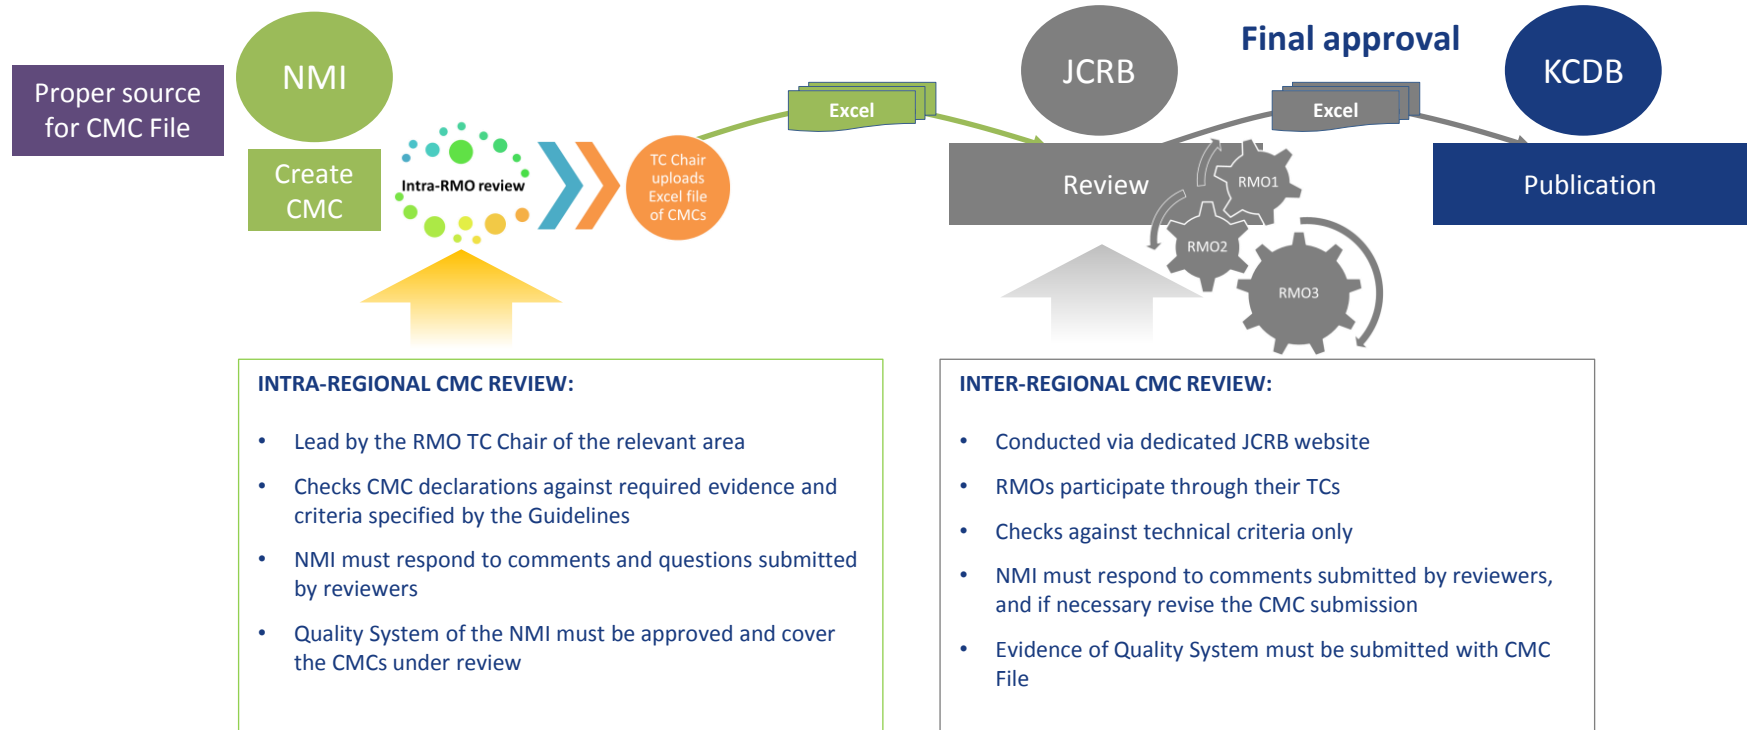 Proper source
for CMC File
NMI
Create
CMC
Intra-RMO review
TC Chair
uploads
Excel file
of CMCs
Excel
JCRB
Review
RMO1
RMO2
RMO3
Final approval
Excel
KCDB
Publication
INTRA-REGIONAL CMC REVIEW:
• Lead by the RMO TC Chair of the relevant area
• Checks CMC declarations against required evidence and
criteria specified by the Guidelines
• NMI must respond to comments and questions submitted
by reviewers
• Quality System of the NMI must be approved and cover
the CMCs under review
INTER-REGIONAL CMC REVIEW:
• Conducted via dedicated JCRB website
• RMOs participate through their TCs
• Checks against technical criteria only
• NMI must respond to comments submitted by reviewers,
and if necessary revise the CMC submission
• Evidence of Quality System must be submitted with CMC
File